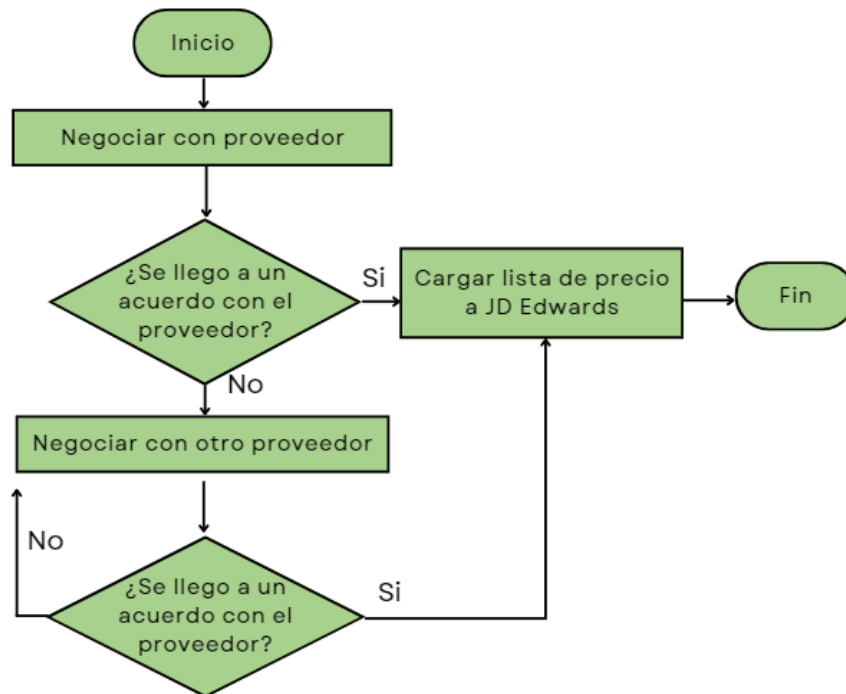 Inicio
Negociar con proveedor
¿Se llego a un
acuerdo con el
proveedor?
Si
Cargar lista de precio
a JD Edwards
Fin
No
Negociar con otro proveedor
No
¿Se llego a un
acuerdo con el
proveedor?
Si